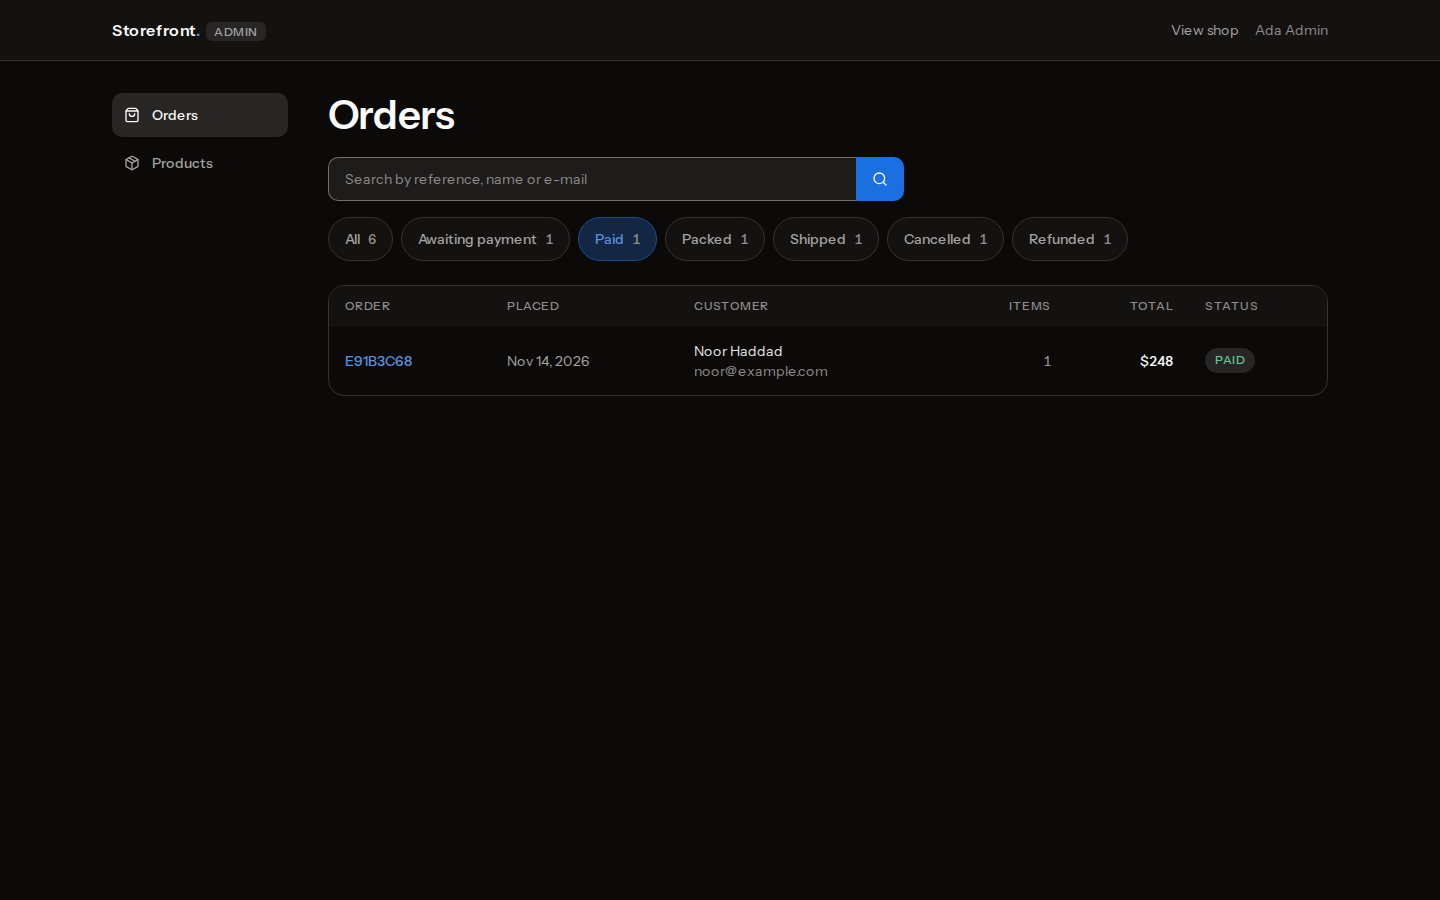 Storefront. ADMIN
View shop Ada Admin
Orders
Products
Orders
Search by reference, name or e-mail
All 6 Awaiting payment 1 Paid 1 Packed 1 Shipped 1 Cancelled 1 Refunded 1
ORDER PLACED CUSTOMER ITEMS TOTAL STATUS
E91B3C68 Nov 14, 2026 Noor Haddad 1 $248 PAID
noor@example.com